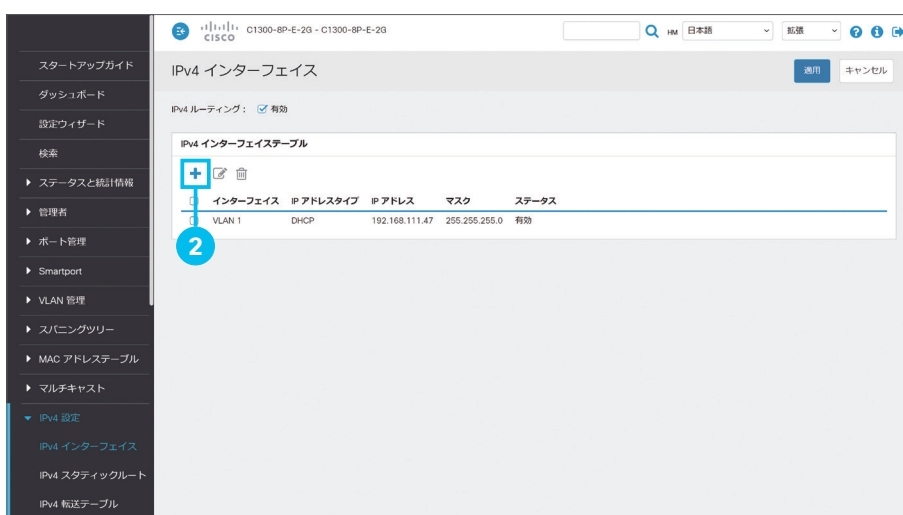 CISCO
C1300-8P-E-2G - C1300-8P-E-2G
HM
日本語
拡張
スタートアップガイド
ダッシュボード
設定ウィザード
検索
ステータスと統計情報
管理者
ポート管理
Smartport
VLAN 管理
スパニングツリー
MAC アドレステーブル
マルチキャスト
IPv4 設定
IPv4 インターフェイス
IPv4 スタティックルート
IPv4 転送テーブル
IPv4 インターフェイス
適用
キャンセル
IPv4 ルーティング : 有効
IPv4 インターフェイステーブル
インターフェイス IP アドレスタイプ IP アドレス マスク ステータス
VLAN 1 DHCP 192.168.111.47 255.255.255.0 有効
2